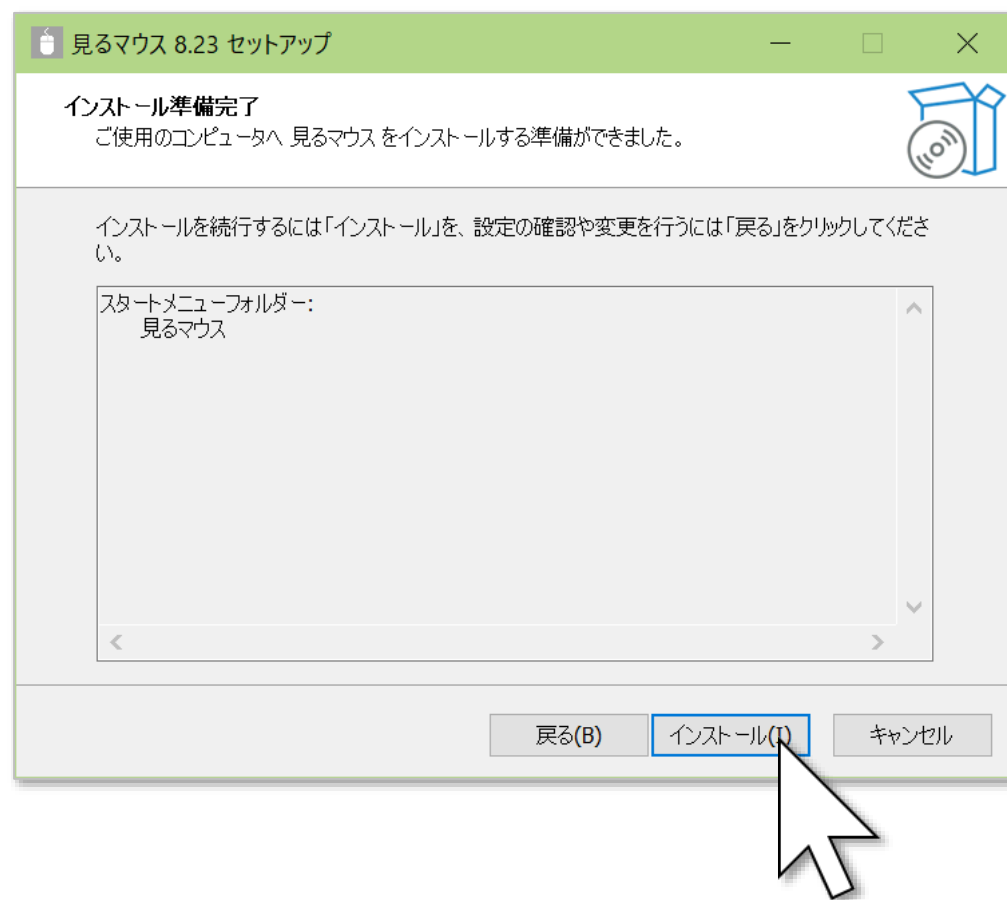 見るマウス 8.23 セットアップ
インストール準備完了
ご使用のコンピュータへ 見るマウス をインストールする準備ができました。
インストールを続行するには「インストール」を、設定の確認や変更を行うには「戻る」をクリックしてくださ
い。
スタートメニューフォルダー:
見るマウス
戻る(B)
インストール(I)
キャンセル